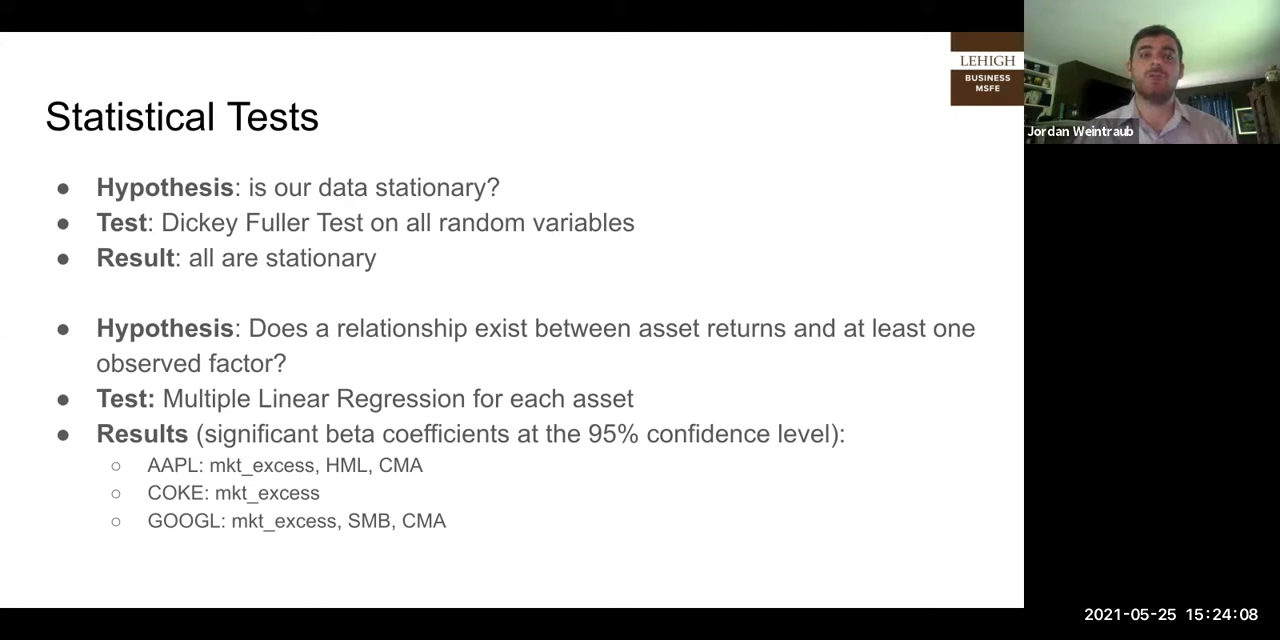 LEHIGH
BUSINESS
MSFE
Jordan Weintraub
Statistical Tests
● Hypothesis: is our data stationary?
● Test: Dickey Fuller Test on all random variables
● Result: all are stationary
● Hypothesis: Does a relationship exist between asset returns and at least one
observed factor?
● Test: Multiple Linear Regression for each asset
● Results (significant beta coefficients at the 95% confidence level):
○ AAPL: mkt_excess, HML, CMA
○ COKE: mkt_excess
○ GOOGL: mkt_excess, SMB, CMA
2021-05-25 15:24:08